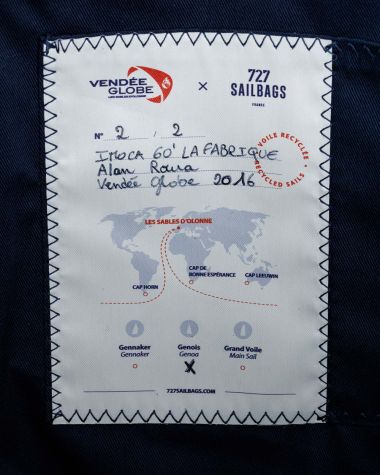 VENDÉE
GLOBE
LES SABLES D'OLONNE
x
727
SAILBAGS
FRANCE
N° 2 / 2
VOILE RECYCLÉE
RECYCLED SAILS
IMOCA 60' LA FABRIQUE
Alan Roura
Vendée Globe 2016
LES SABLES D'OLONNE
CAP DE
BONNE ESPÉRANCE
CAP LEEUWIN
CAP HORN
Gennaker Genois Grand Voile
Gennaker Genoa Main Sail
X
727SAILBAGS.COM